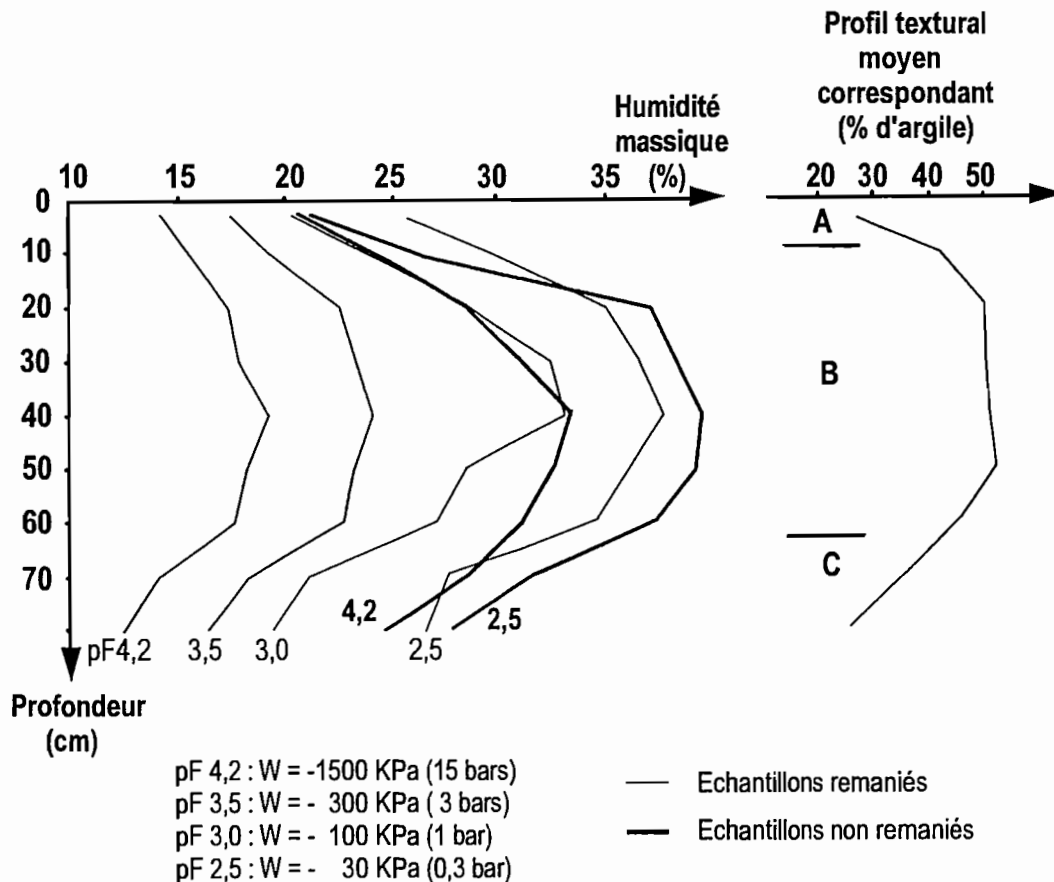 Profil textural
moyen
correspondant
(% d'argile)
Humidité
massique
(%)
10 15 20 25 30 35
20 30 40 50
0
10
20
30
40
50
60
70
A
B
C
4,2
2,5
pF4,2 3,5 3,0 2,5
Profondeur
(cm)
pF 4,2 : W = -1500 KPa (15 bars)
pF 3,5 : W = - 300 KPa ( 3 bars)
pF 3,0 : W = - 100 KPa (1 bar)
pF 2,5 : W = - 30 KPa (0,3 bar)
Echantillons remaniés
Echantillons non remaniés